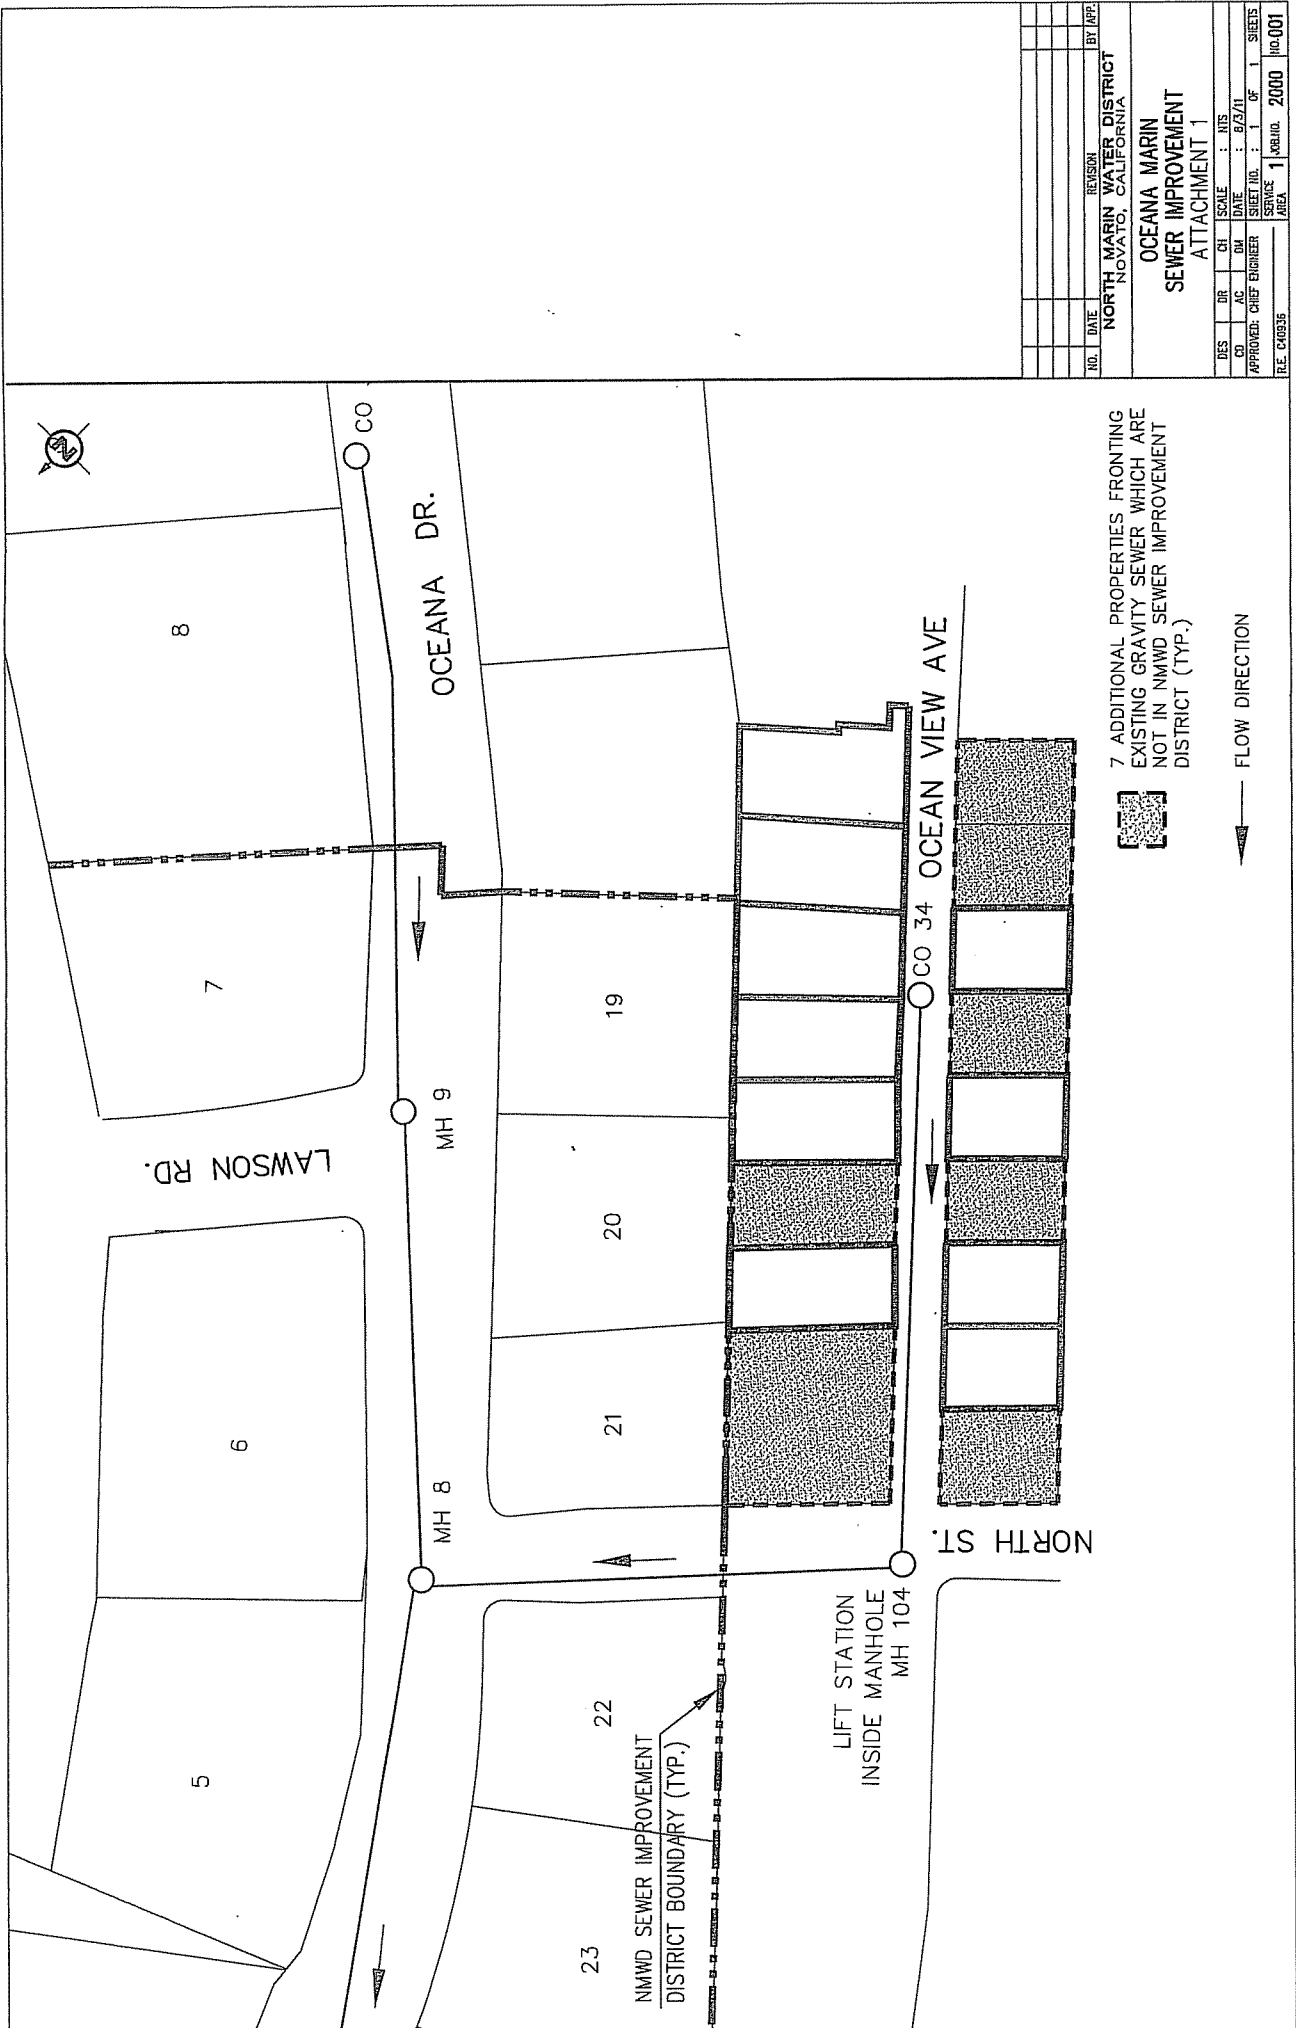 N
8
CO
OCEANA DR.
7
MH 9
LAWSON RD.
19
20
21
6
MH 8
5
22
23
CO 34
OCEAN VIEW AVE
NORTH ST.
LIFT STATION
INSIDE MANHOLE
MH 104
NMWD SEWER IMPROVEMENT
DISTRICT BOUNDARY (TYP.)
7 ADDITIONAL PROPERTIES FRONTING
EXISTING GRAVITY SEWER WHICH ARE
NOT IN NMWD SEWER IMPROVEMENT
DISTRICT (TYP.)
FLOW DIRECTION
NO. DATE REVISION BY APP.
NORTH MARIN WATER DISTRICT
NOVATO, CALIFORNIA
OCEANA MARIN
SEWER IMPROVEMENT
ATTACHMENT 1
DES DR CH SCALE : NTS
CD AC DM DATE : 8/3/11
APPROVED: CHIEF ENGINEER SHEET NO. : 1 OF 1 SHEETS
R.E. C40936 SERVICE AREA 1 JOB.NO. 2000 NO.001